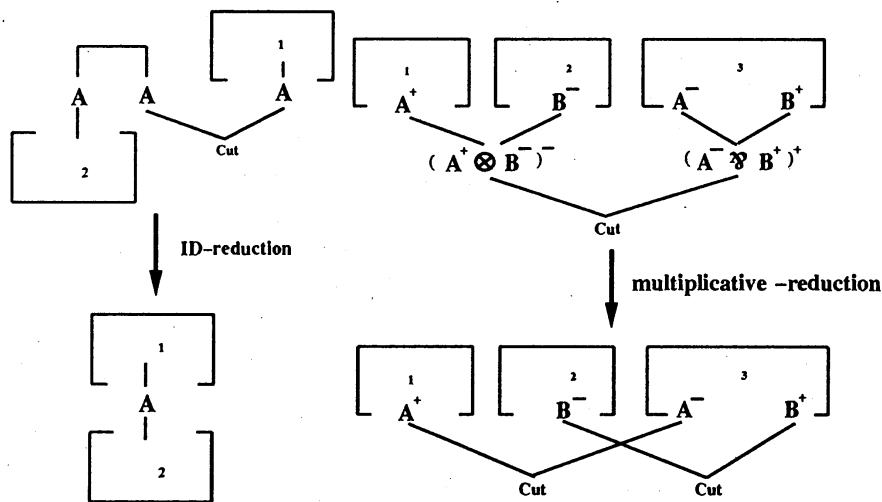 1
A A A
Cut
2
ID-reduction
1
A
2
1 2 3
A⁺ B⁻ A⁻ B⁺
( A⁺ ⊗ B⁻ )⁻ ( A⁻ ⅋ B⁺ )⁺
Cut
multiplicative -reduction
1 2 3
A⁺ B⁻ A⁻ B⁺
Cut Cut